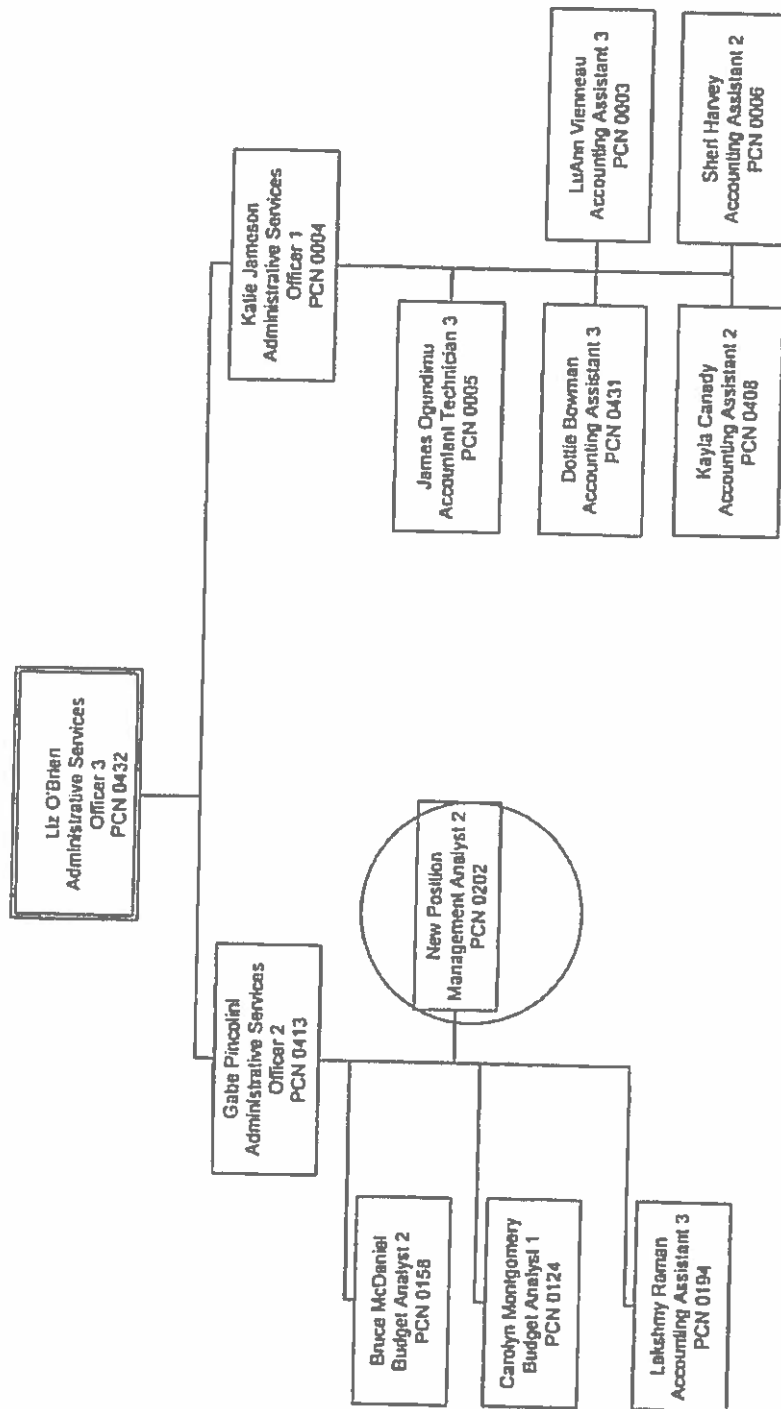 Liz O'Brien
Administrative Services
Officer 3
PCN 0432
Gabe Pincolini
Administrative Services
Officer 2
PCN 0413
Katie Jameson
Administrative Services
Officer 1
PCN 0004
Bruce McDaniel
Budget Analyst 2
PCN 0158
New Position
Management Analyst 2
PCN 0202
Carolyn Montgomery
Budget Analyst 1
PCN 0124
Lakshmy Roman
Accounting Assistant 3
PCN 0194
James Ogundimu
Accountant Technician 3
PCN 0005
Dottie Bowman
Accounting Assistant 3
PCN 0431
LuAnn Vienneau
Accounting Assistant 3
PCN 0003
Kayla Canady
Accounting Assistant 2
PCN 0408
Sheri Harvey
Accounting Assistant 2
PCN 0006